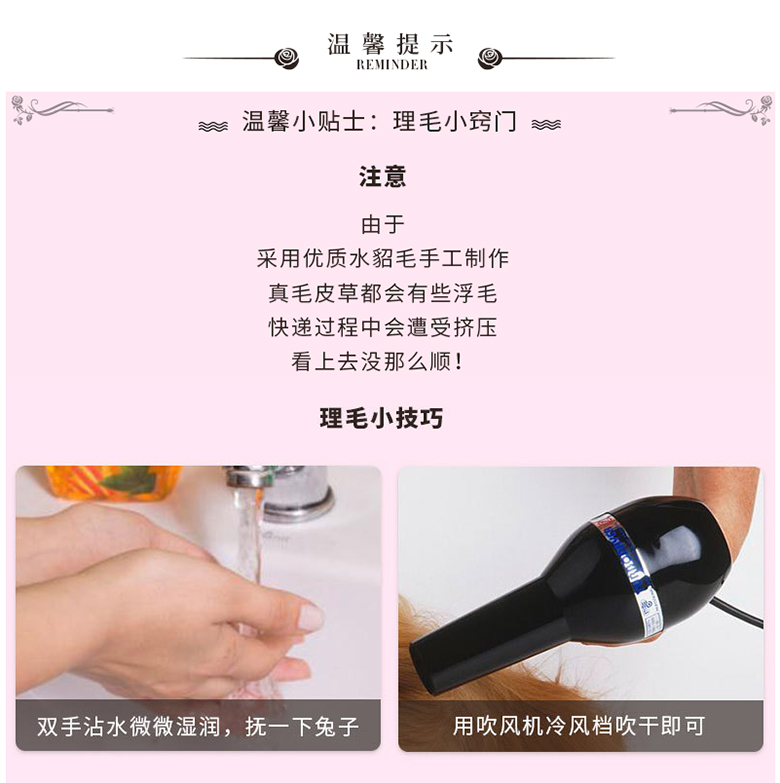 温馨提示
REMINDER
温馨小贴士：理毛小窍门
注意
由于
采用优质水貂毛手工制作
真毛皮草都会有些浮毛
快递过程中会遭受挤压
看上去没那么顺！
理毛小技巧
双手沾水微微湿润，抚一下兔子
用吹风机冷风档吹干即可